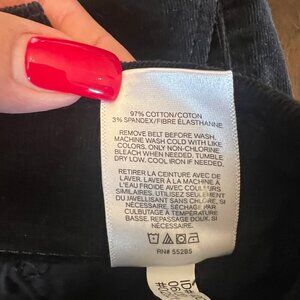 97% COTTON/COTON
3% SPANDEX/FIBRE ÉLASTHANNE
REMOVE BELT BEFORE WASH.
MACHINE WASH COLD WITH LIKE
COLORS. ONLY NON-CHLORINE
BLEACH WHEN NEEDED. TUMBLE
DRY LOW. COOL IRON IF NEEDED.
RETIRER LA CEINTURE AVEC DE
LAVER. LAVER À LA MACHINE À
L'EAU FROIDE AVEC COULEURS
SIMILAIRES. UTILISEZ SEULEMENT
DU JAVELLISANT SANS CHLORE, SI
NÉCESSAIRE. SÉCHAGE PAR
CULBUTAGE À TEMPÉRATURE
BASSE. REPASSAGE DOUX, SI
NÉCESSAIRE.
RN# 55285